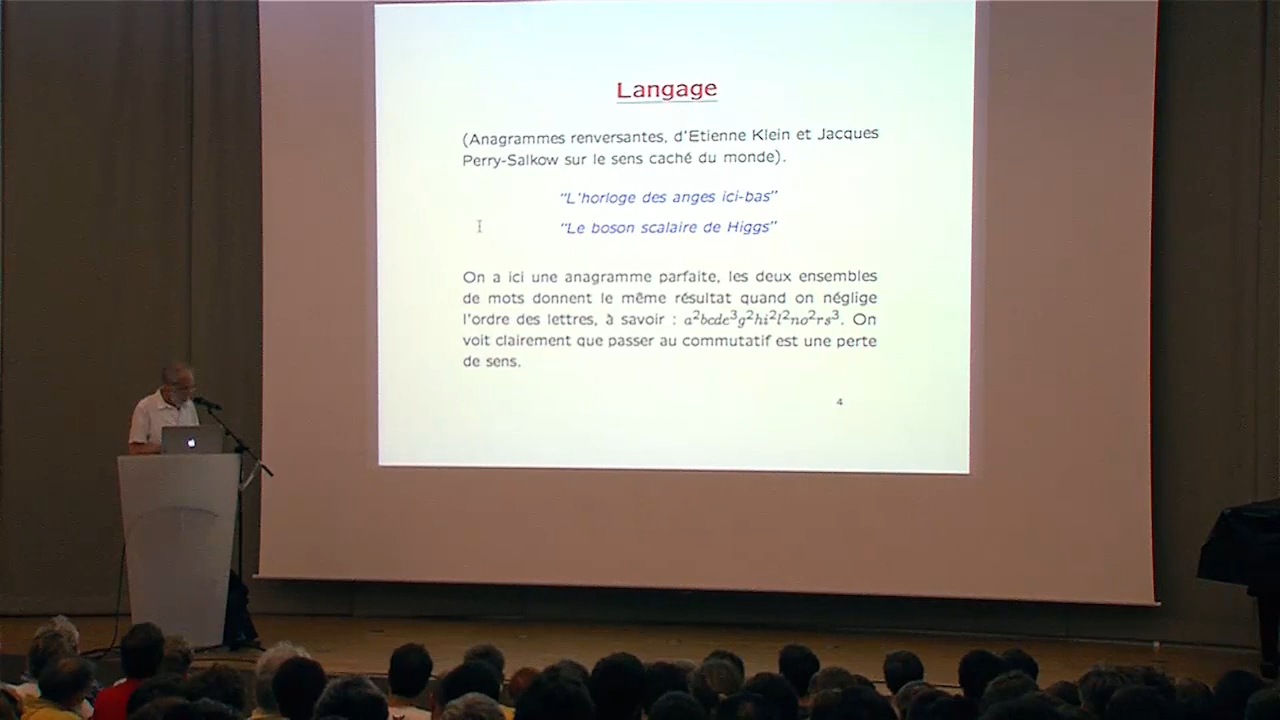 Langage
(Anagrammes renversantes, d'Etienne Klein et Jacques
Perry-Salkow sur le sens caché du monde).
"L'horloge des anges ici-bas"
"Le boson scalaire de Higgs"
On a ici une anagramme parfaite, les deux ensembles
de mots donnent le même résultat quand on néglige
l'ordre des lettres, à savoir : a²bcde³g²hi²l²no²rs³. On
voit clairement que passer au commutatif est une perte
de sens.
4